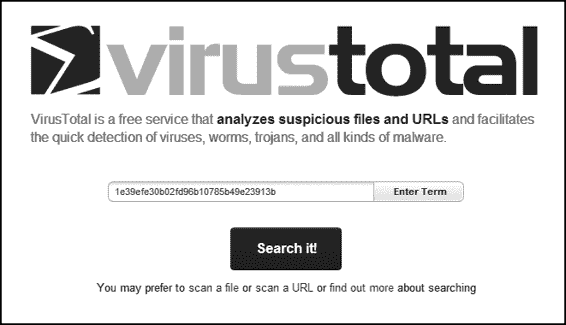 virustotal
VirusTotal is a free service that analyzes suspicious files and URLs and facilitates
the quick detection of viruses, worms, trojans, and all kinds of malware.
1e39efe30b02fd96b10785b49e23913b Enter Term
Search it!
You may prefer to scan a file or scan a URL or find out more about searching